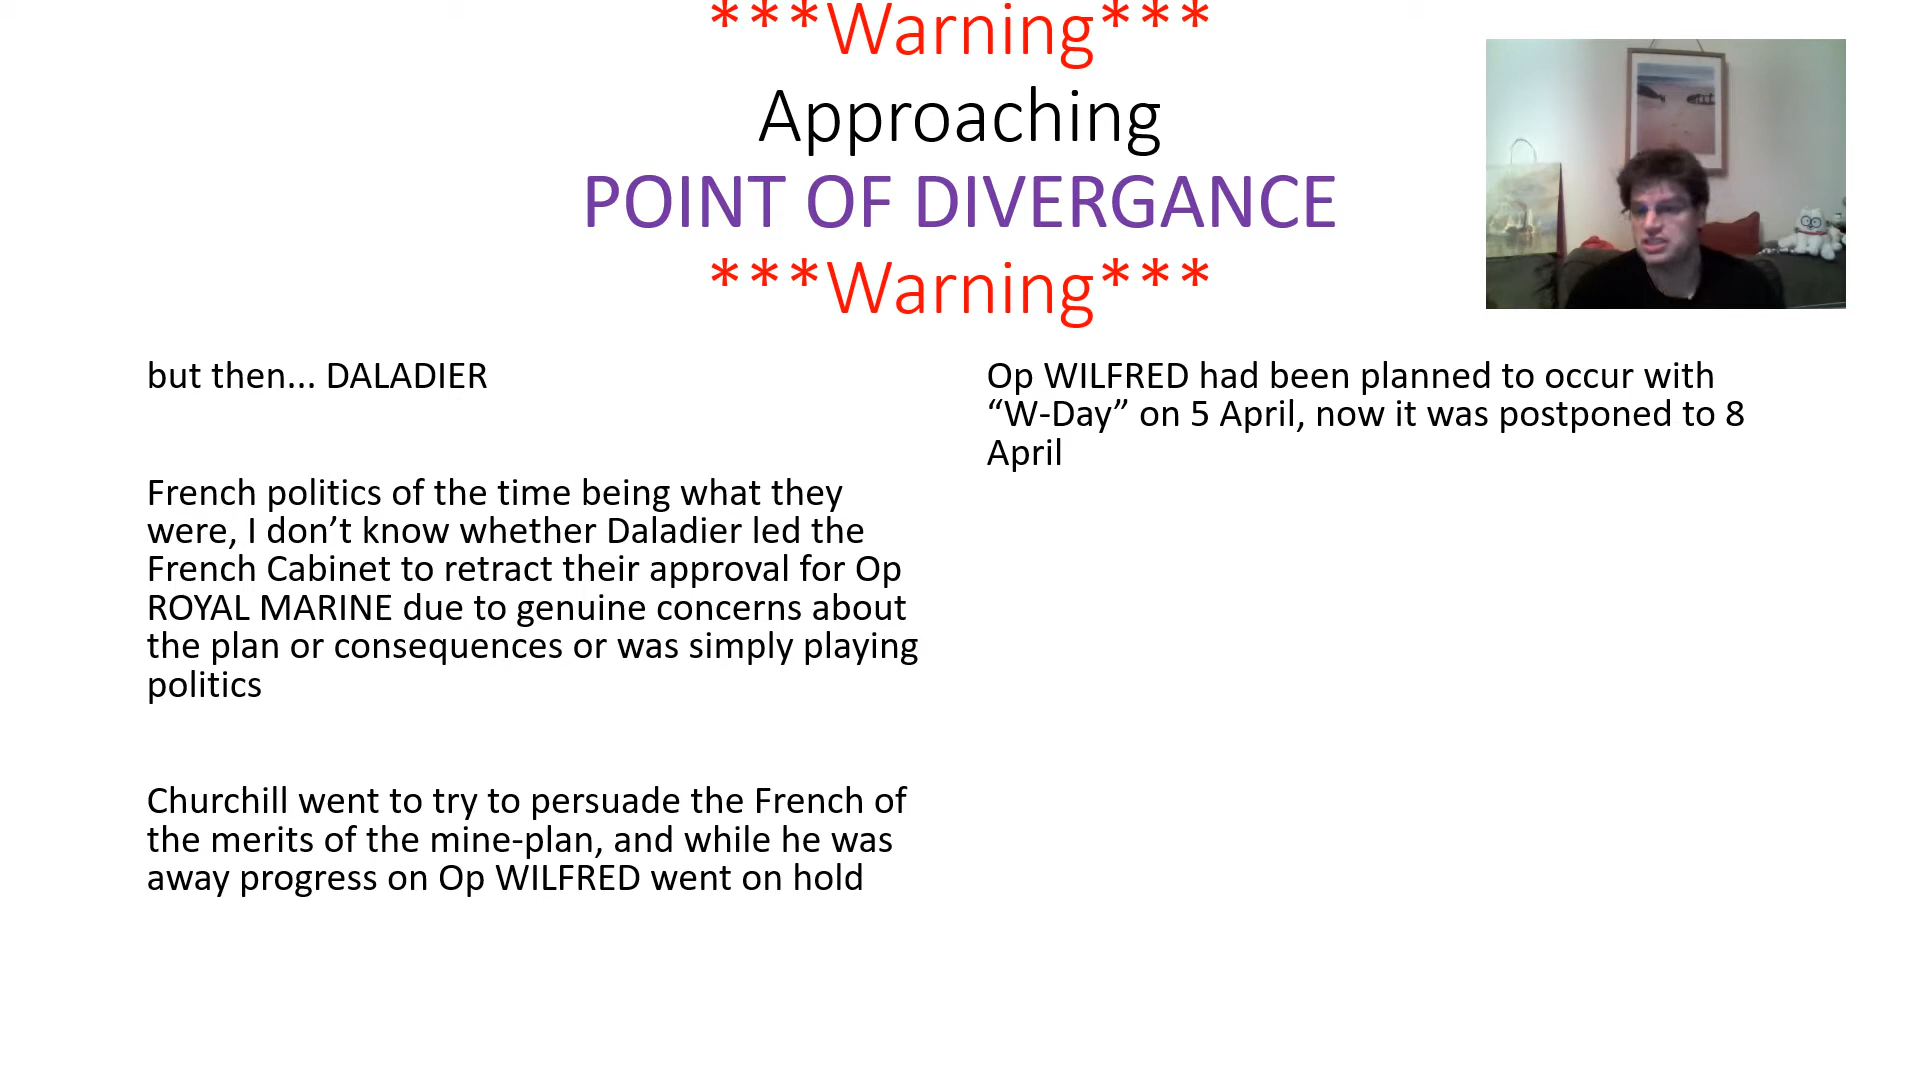 ***Warning***
Approaching
POINT OF DIVERGANCE
***Warning***
but then... DALADIER
French politics of the time being what they
were, I don’t know whether Daladier led the
French Cabinet to retract their approval for Op
ROYAL MARINE due to genuine concerns about
the plan or consequences or was simply playing
politics
Churchill went to try to persuade the French of
the merits of the mine-plan, and while he was
away progress on Op WILFRED went on hold
Op WILFRED had been planned to occur with
“W-Day” on 5 April, now it was postponed to 8
April